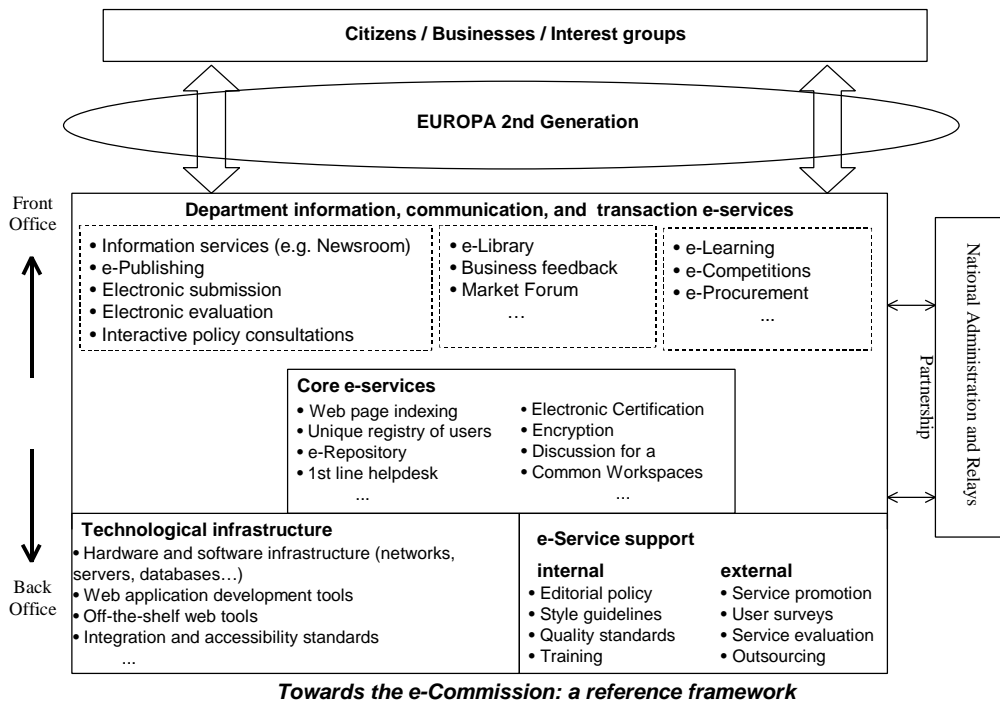 Citizens / Businesses / Interest groups
EUROPA 2nd Generation
Front
Office
Department information, communication, and transaction e-services
• Information services (e.g. Newsroom)
• e-Publishing
• Electronic submission
• Electronic evaluation
• Interactive policy consultations
• e-Library
• Business feedback
• Market Forum
…
• e-Learning
• e-Competitions
• e-Procurement
...
Core e-services
• Web page indexing
• Unique registry of users
• e-Repository
• 1st line helpdesk
...
• Electronic Certification
• Encryption
• Discussion for a
• Common Workspaces
...
Partnership
National Administration and Relays
Back
Office
Technological infrastructure
• Hardware and software infrastructure (networks,
servers, databases…)
• Web application development tools
• Off-the-shelf web tools
• Integration and accessibility standards
...
e-Service support
internal
• Editorial policy
• Style guidelines
• Quality standards
• Training
external
• Service promotion
• User surveys
• Service evaluation
• Outsourcing
Towards the e-Commission: a reference framework